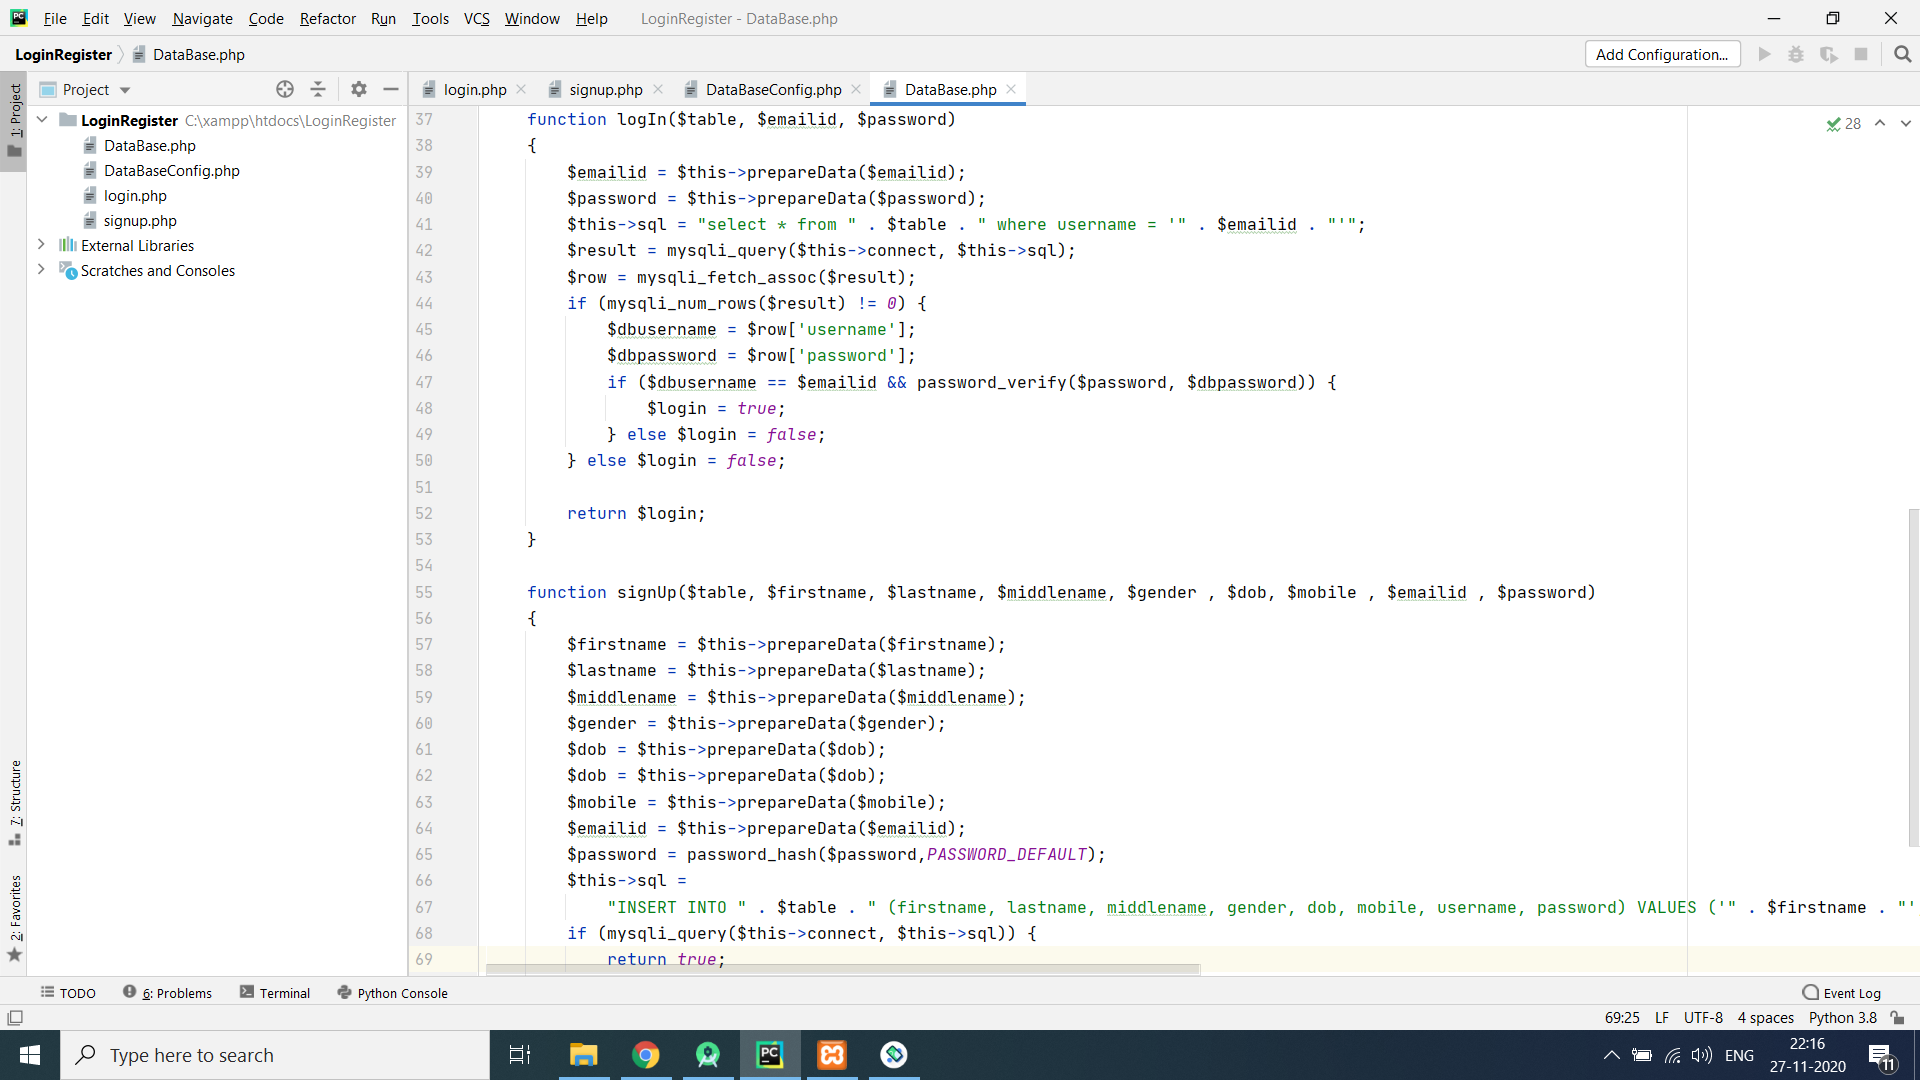 File Edit View Navigate Code Refactor Run Tools VCS Window Help LoginRegister - DataBase.php
LoginRegister DataBase.php Add Configuration...
Project login.php signup.php DataBaseConfig.php DataBase.php
1: Project
LoginRegister C:\xampp\htdocs\LoginRegister
DataBase.php
DataBaseConfig.php
login.php
signup.php
External Libraries
Scratches and Consoles
7: Structure
2: Favorites
28
37 function logIn($table, $emailid, $password)
38 {
39 $emailid = $this->prepareData($emailid);
40 $password = $this->prepareData($password);
41 $this->sql = "select * from " . $table . " where username = '" . $emailid . "'";
42 $result = mysqli_query($this->connect, $this->sql);
43 $row = mysqli_fetch_assoc($result);
44 if (mysqli_num_rows($result) != 0) {
45 $dbusername = $row['username'];
46 $dbpassword = $row['password'];
47 if ($dbusername == $emailid && password_verify($password, $dbpassword)) {
48 $login = true;
49 } else $login = false;
50 } else $login = false;
51
52 return $login;
53 }
54
55 function signUp($table, $firstname, $lastname, $middlename, $gender , $dob, $mobile , $emailid , $password)
56 {
57 $firstname = $this->prepareData($firstname);
58 $lastname = $this->prepareData($lastname);
59 $middlename = $this->prepareData($middlename);
60 $gender = $this->prepareData($gender);
61 $dob = $this->prepareData($dob);
62 $dob = $this->prepareData($dob);
63 $mobile = $this->prepareData($mobile);
64 $emailid = $this->prepareData($emailid);
65 $password = password_hash($password,PASSWORD_DEFAULT);
66 $this->sql =
67 "INSERT INTO " . $table . " (firstname, lastname, middlename, gender, dob, mobile, username, password) VALUES ('" . $firstname . "'
68 if (mysqli_query($this->connect, $this->sql)) {
69 return true;
TODO 6: Problems Terminal Python Console Event Log
69:25 LF UTF-8 4 spaces Python 3.8
Type here to search
PC
ENG
22:16
27-11-2020
11